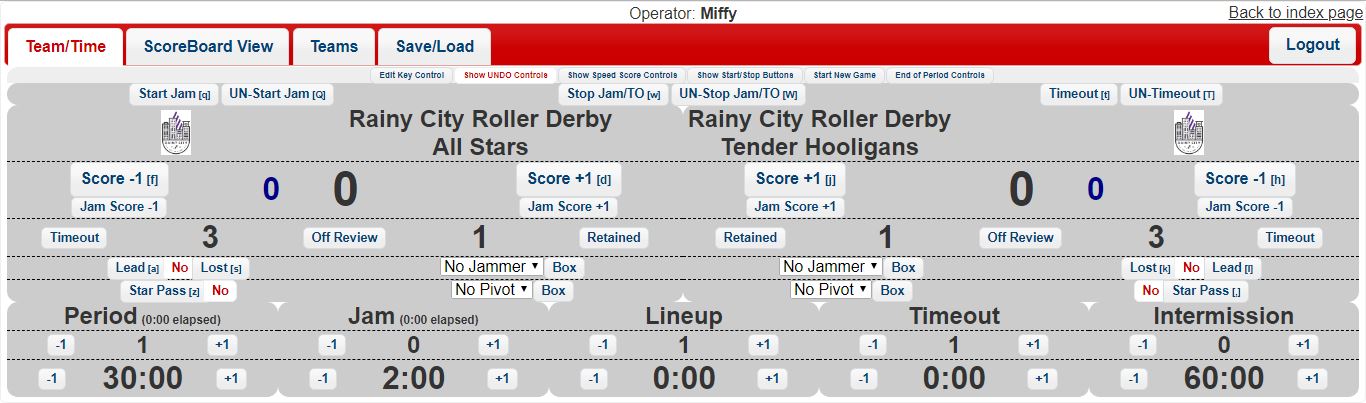 Operator: Miffy Back to index page
Team/Time ScoreBoard View Teams Save/Load Logout
Edit Key Control Show UNDO Controls Show Speed Score Controls Show Start/Stop Buttons Start New Game End of Period Controls
Start Jam [q] UN-Start Jam [Q] Stop Jam/TO [w] UN-Stop Jam/TO [W] Timeout [t] UN-Timeout [T]
Rainy City Roller Derby Rainy City Roller Derby
All Stars Tender Hooligans
Score -1 [f] 0 0 Score +1 [d] Score +1 [j] 0 0 Score -1 [h]
Jam Score -1 Jam Score +1 Jam Score +1 Jam Score -1
Timeout 3 Off Review 1 Retained Retained 1 Off Review 3 Timeout
Lead [a] No Lost [s] No Jammer Box No Jammer Box Lost [k] No Lead [l]
Star Pass [z] No No Pivot Box No Pivot Box No Star Pass [,]
Period (0:00 elapsed) Jam (0:00 elapsed) Lineup Timeout Intermission
-1 1 +1 -1 0 +1 -1 1 +1 -1 1 +1 -1 0 +1
-1 30:00 +1 -1 2:00 +1 -1 0:00 +1 -1 0:00 +1 -1 60:00 +1